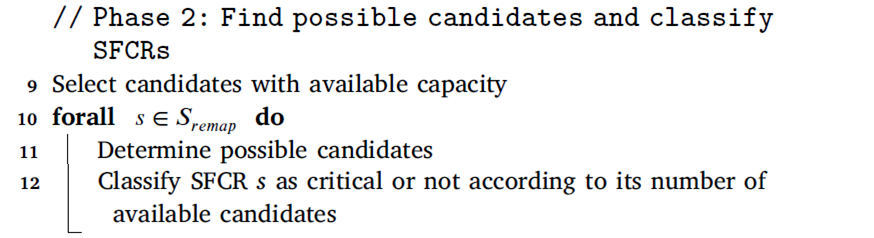 // Phase 2: Find possible candidates and classify
SFCRs
9 Select candidates with available capacity
10 forall s ∈ S_remap do
11 Determine possible candidates
12 Classify SFCR s as critical or not according to its number of
available candidates